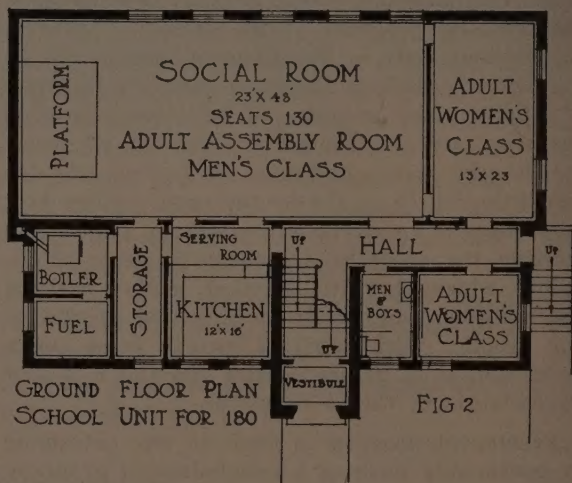 PLATFORM
SOCIAL ROOM
23'X 48'
SEATS 130
ADULT ASSEMBLY ROOM
MEN'S CLASS
ADULT
WOMEN'S
CLASS
13'X 23
BOILER
FUEL
STORAGE
SERVING
ROOM
KITCHEN
12'X 16'
UP
HALL
UP
MEN
&
BOYS
ADULT
WOMEN'S
CLASS
UP
VESTIBULE
GROUND FLOOR PLAN
SCHOOL UNIT FOR 180
FIG 2